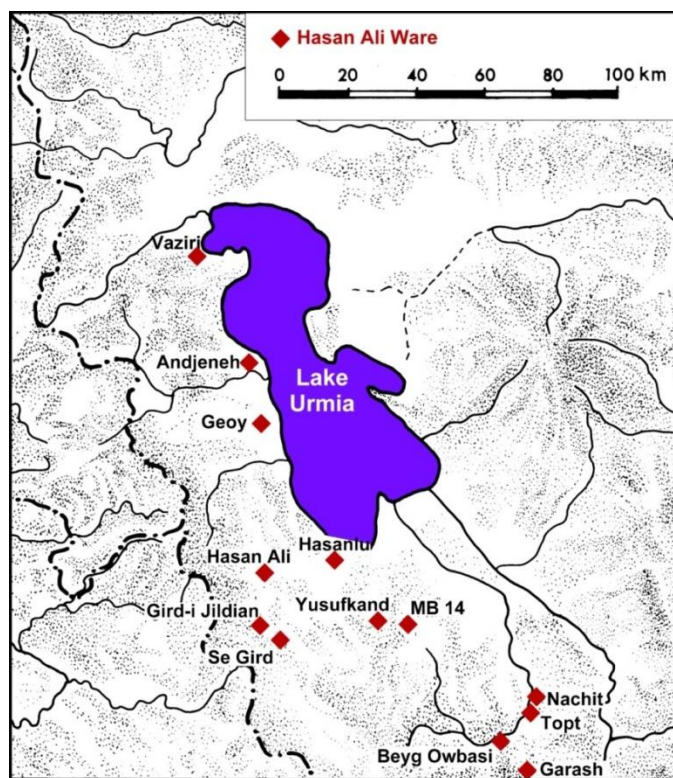 Hasan Ali Ware
0 20 40 60 80 100 km
Vaziri
Andjeneh
Lake
Urmia
Geoy
Hasanlu
Hasan Ali
Gird-i Jildian
Yusufkand
MB 14
Se Gird
Nachit
Topt
Beyg Owbasi
Garash